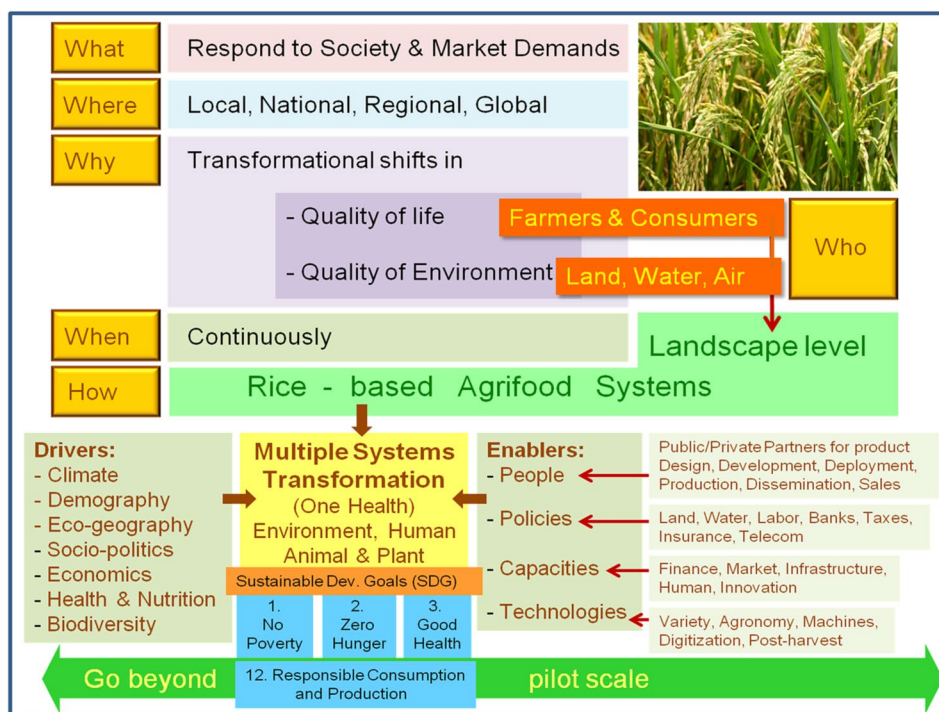 What
Respond to Society & Market Demands
Where
Local, National, Regional, Global
Why
Transformational shifts in
- Quality of life
Farmers & Consumers
Who
- Quality of Environment
Land, Water, Air
When
Continuously
Landscape level
How
Rice - based Agrifood Systems
Drivers:
- Climate
- Demography
- Eco-geography
- Socio-politics
- Economics
- Health & Nutrition
- Biodiversity
Multiple Systems
Transformation
(One Health)
Environment, Human
Animal & Plant
Sustainable Dev. Goals (SDG)
1.
No
Poverty
2.
Zero
Hunger
3.
Good
Health
12. Responsible Consumption
and Production
Enablers:
- People
Public/Private Partners for product
Design, Development, Deployment,
Production, Dissemination, Sales
- Policies
Land, Water, Labor, Banks, Taxes,
Insurance, Telecom
- Capacities
Finance, Market, Infrastructure,
Human, Innovation
- Technologies
Variety, Agronomy, Machines,
Digitization, Post-harvest
Go beyond
pilot scale